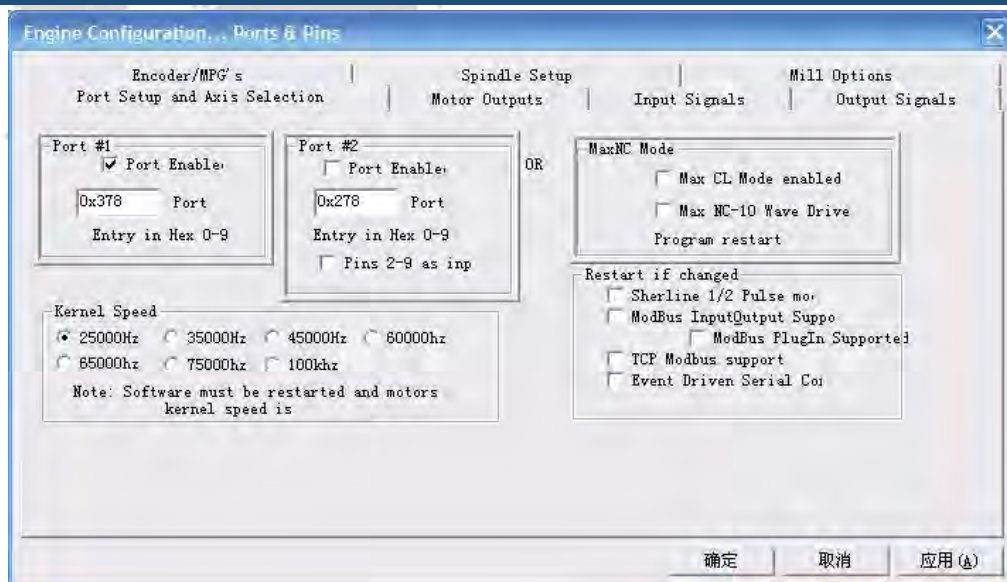 Engine Configuration... Ports & Pins
Encoder/MPG's
Spindle Setup
Mill Options
Port Setup and Axis Selection
Motor Outputs
Input Signals
Output Signals
Port #1
Port Enable
0x378 Port
Entry in Hex 0-9
Port #2
Port Enable
0x278 Port
Entry in Hex 0-9
Pins 2-9 as inp
OR
MaxNC Mode
Max CL Mode enabled
Max NC-10 Wave Drive
Program restart
Restart if changed
Sherline 1/2 Pulse mo
ModBus InputOutput Suppo
ModBus PlugIn Supported
TCP Modbus support
Event Driven Serial Co
Kernel Speed
25000Hz 35000Hz 45000Hz 60000hz
65000hz 75000hz 100khz
Note: Software must be restarted and motors
kernel speed is
确定 取消 应用(A)